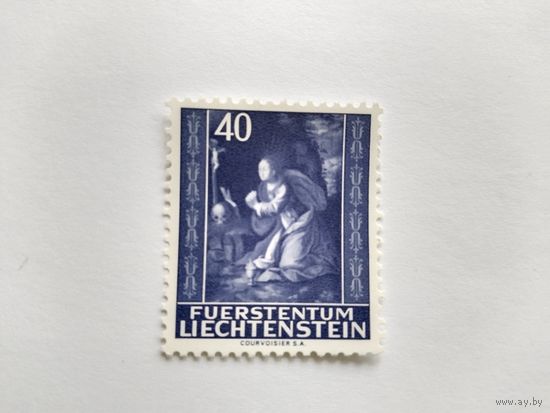 40
FUERSTENTUM
LIECHTENSTEIN
COURVOISIER S.A.
www.ay.by